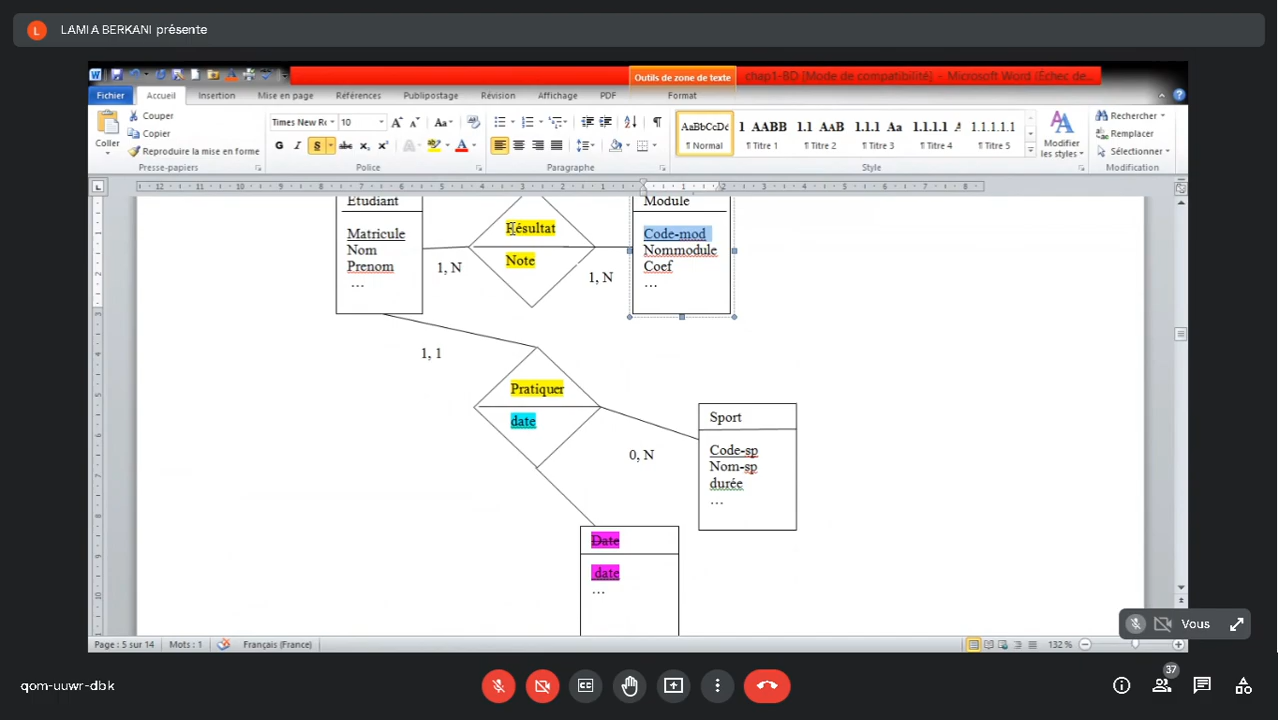 L
LAMIA BERKANI présente
Outils de zone de texte
chap1-BD [Mode de compatibilité] - Microsoft Word (Échec de...
Fichier
Accueil
Insertion
Mise en page
Références
Publipostage
Révision
Affichage
PDF
Format
Coller
Couper
Copier
Reproduire la mise en forme
Presse-papiers
Times New Ro
10
G I S abc x₂ x²
Police
Paragraphe
AaBbCcDc
¶ Normal
1 AABB
¶ Titre 1
1.1 AaB
¶ Titre 2
1.1.1 Aa
¶ Titre 3
1.1.1.1 A
¶ Titre 4
1.1.1.1.1
¶ Titre 5
Modifier
les styles
Style
Rechercher
Remplacer
Sélectionner
Modification
Etudiant
Matricule
Nom
Prenom
...
1, N
Résultat
Note
1, N
Module
Code-mod
Nommodule
Coef
...
1, 1
Pratiquer
date
0, N
Sport
Code-sp
Nom-sp
durée
...
Date
date
...
Vous
Page : 5 sur 14
Mots : 1
Français (France)
132 %
qom-uuwr-dbk
37